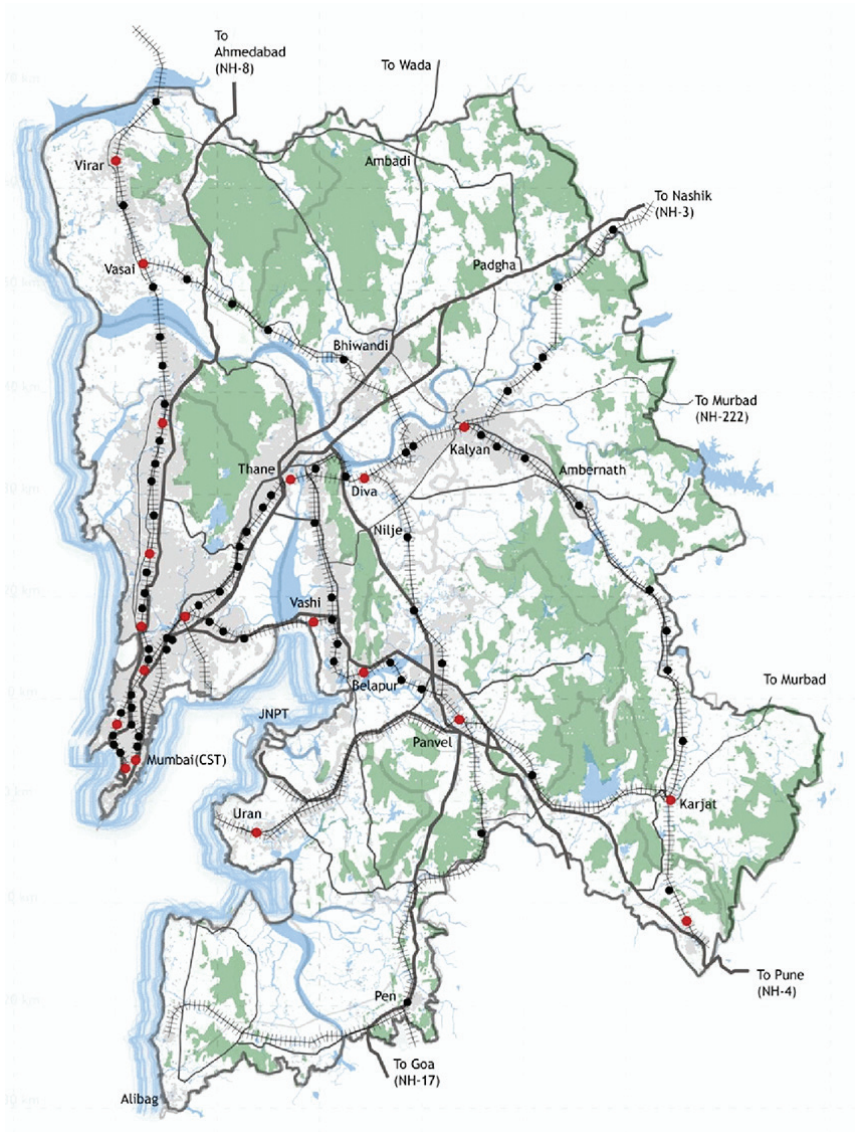 To
Ahmedabad
(NH-8)
To Wada
Ambadi
Virar
To Nashik
(NH-3)
Padgha
Vasai
Bhiwandi
To Murbad
(NH-222)
Kalyan
Thane
Ambernath
Diva
Nilje
Vashi
Belapur
To Murbad
JNPT
Panvel
Mumbai(CST)
Karjat
Uran
To Pune
(NH-4)
Pen
To Goa
(NH-17)
Alibag